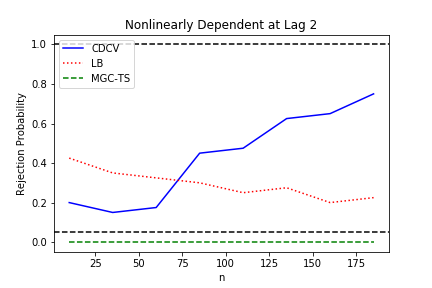 Nonlinearly Dependent at Lag 2
CDCV
LB
MGC-TS
Rejection Probability
1.0
0.8
0.6
0.4
0.2
0.0
25 50 75 100 125 150 175
n